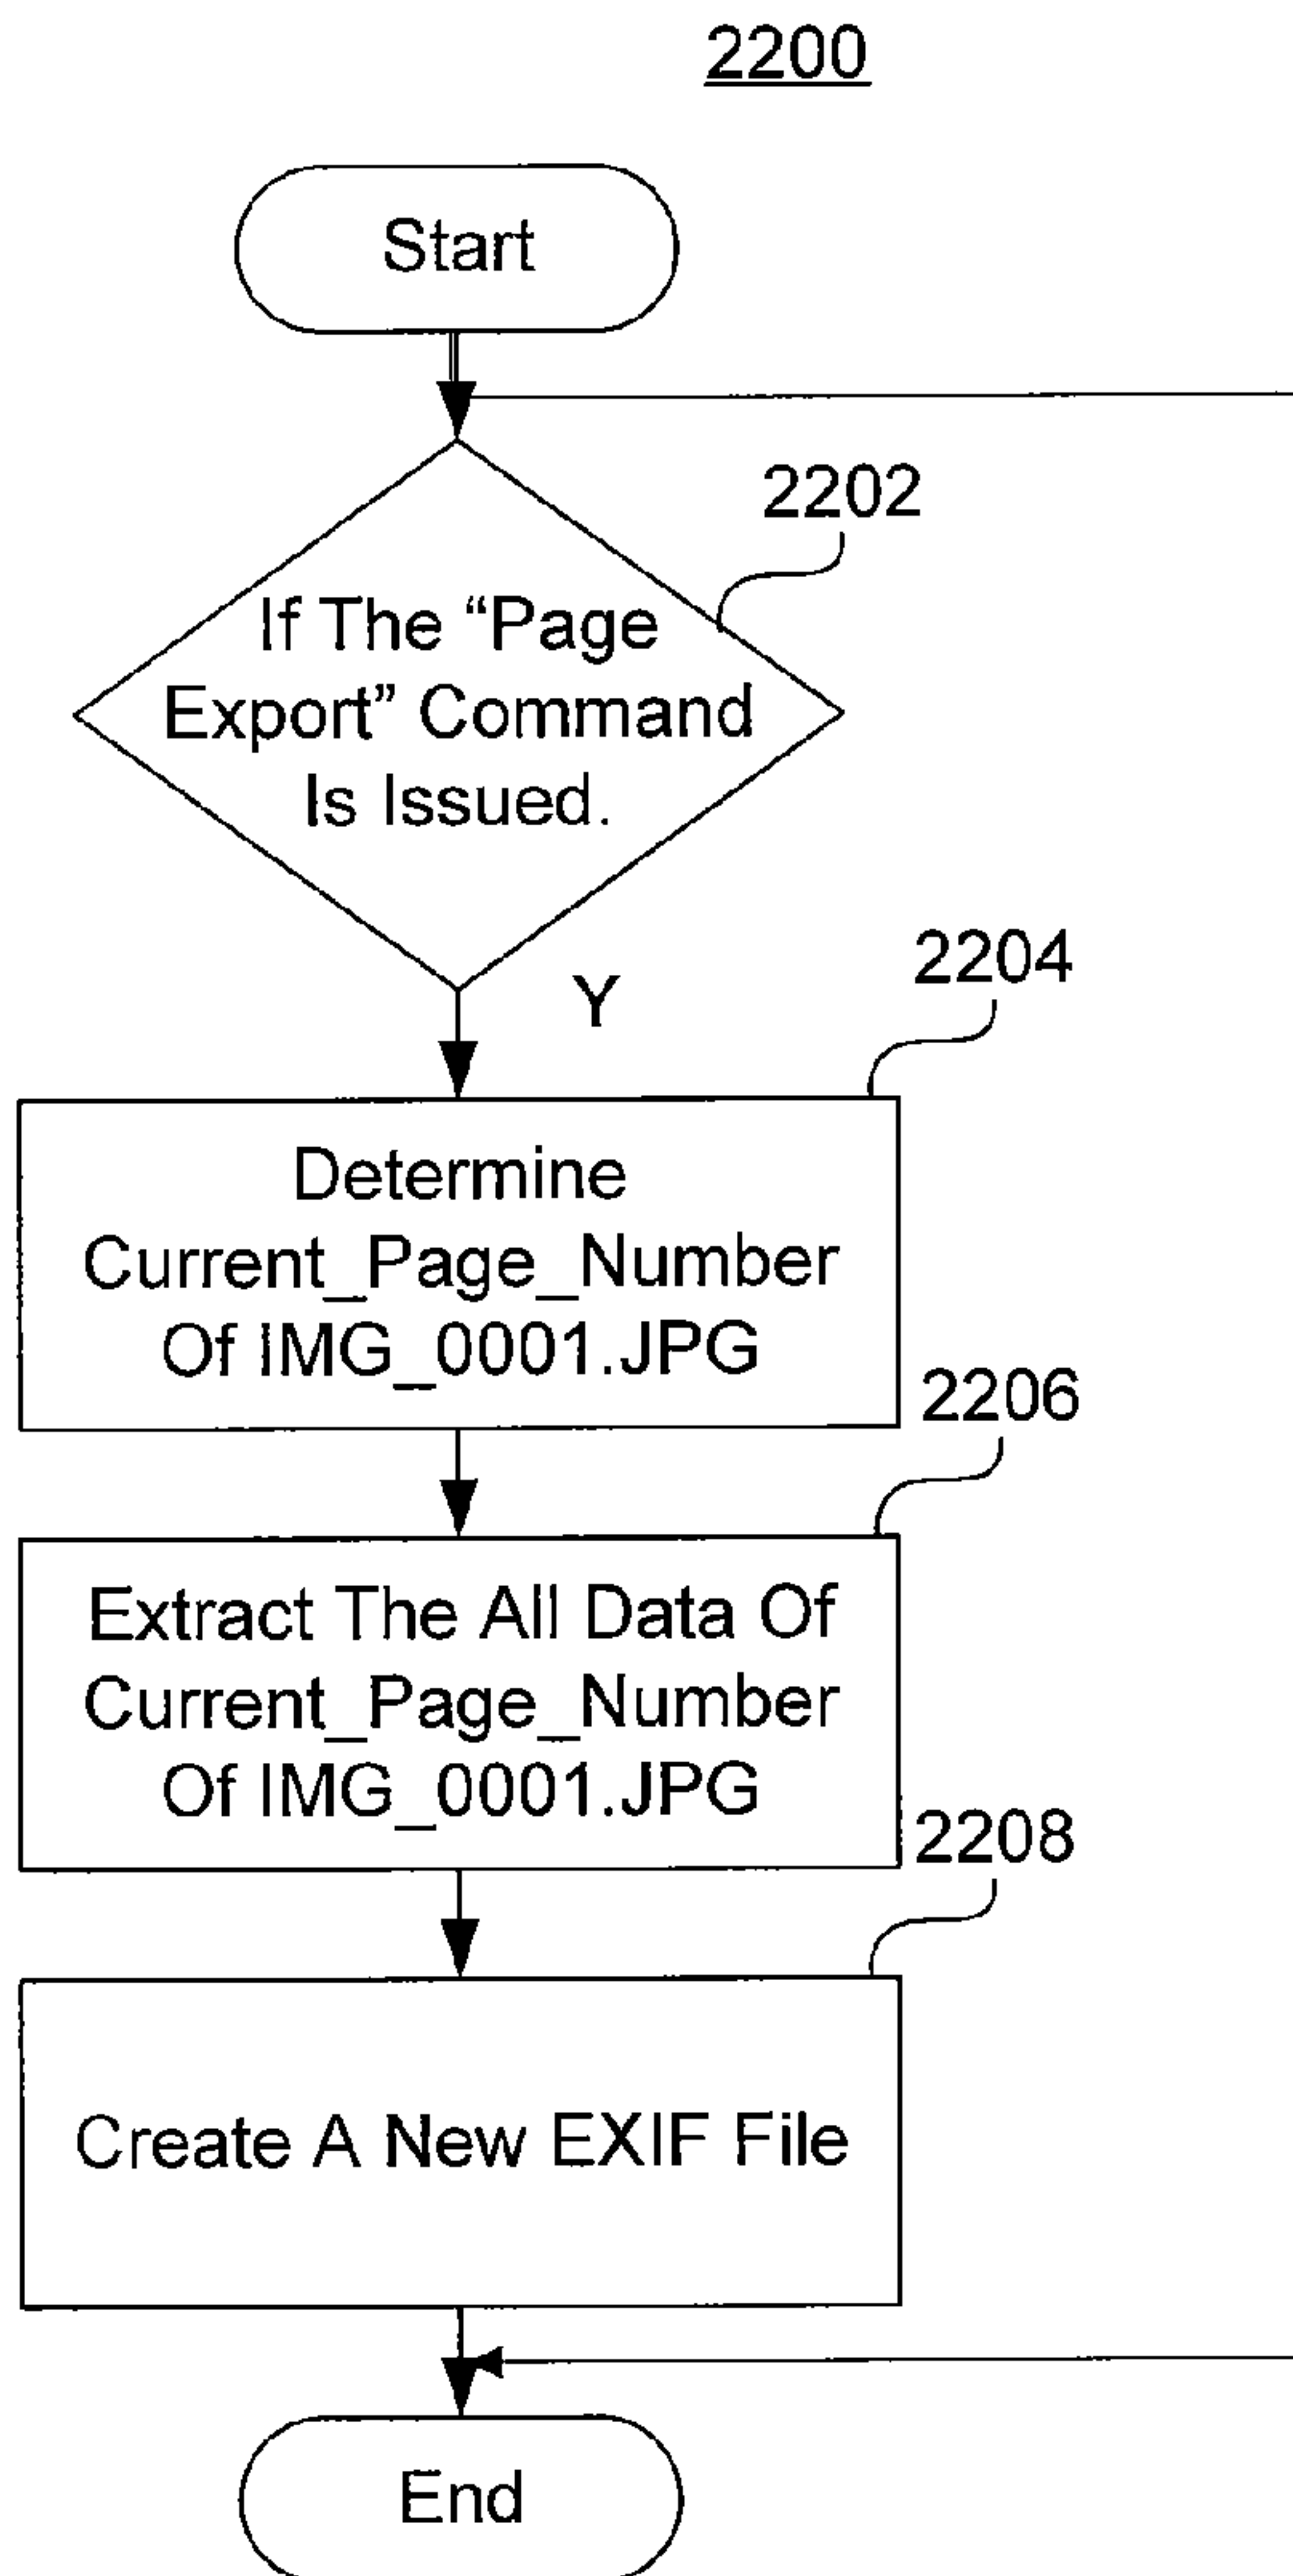 2200
Start
2202
If The “Page
Export” Command
Is Issued.
Y
2204
Determine
Current_Page_Number
Of IMG_0001.JPG
2206
Extract The All Data Of
Current_Page_Number
Of IMG_0001.JPG
2208
Create A New EXIF File
End